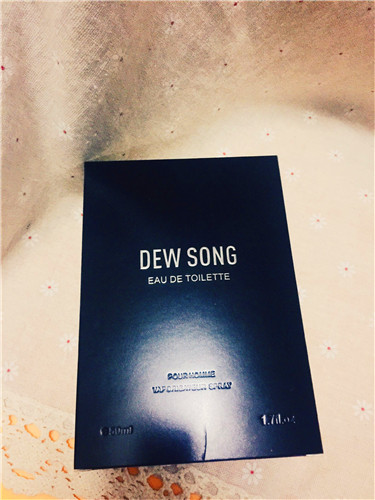 DEW SONG
EAU DE TOILETTE
POUR HOMME
VAPORISATEUR SPRAY
50ml 1.7fl.oz